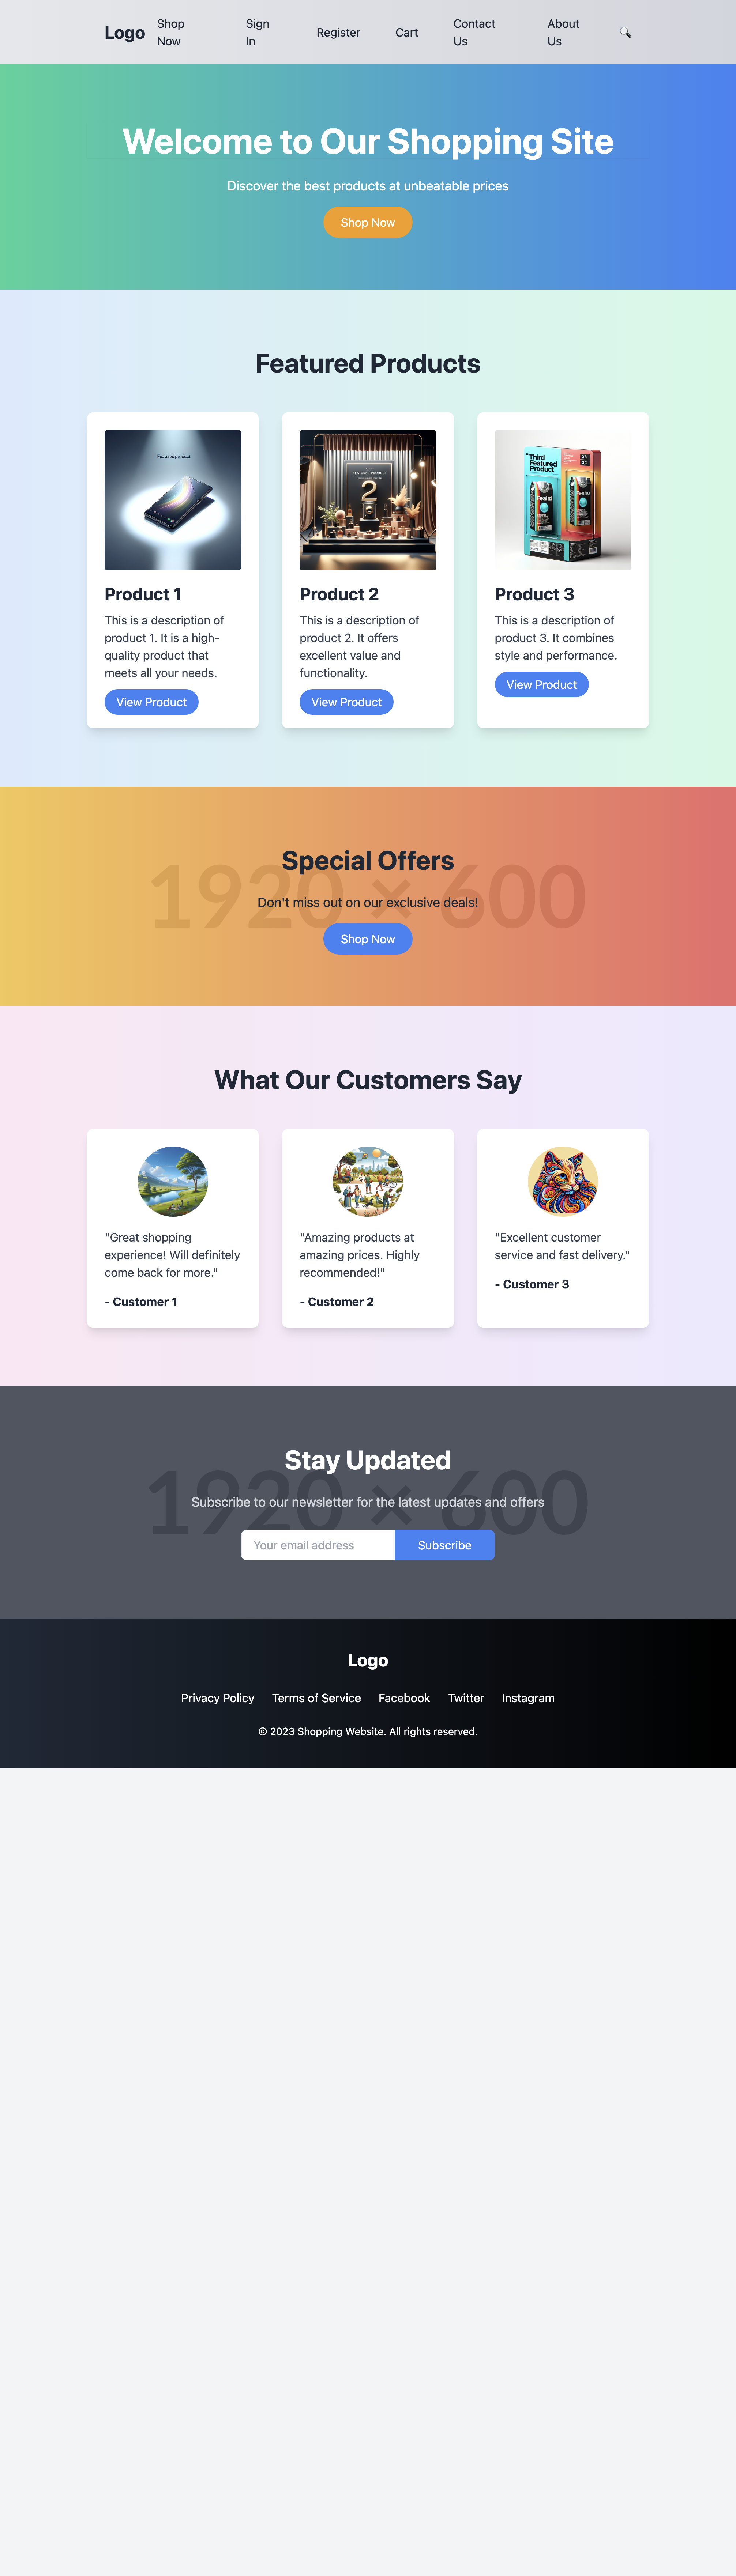 Logo
Shop
Now
Sign
In
Register
Cart
Contact
Us
About
Us
Welcome to Our Shopping Site
Discover the best products at unbeatable prices
Shop Now
Featured Products
Featured product
FEATURED PRODUCT
2
Third
Featured
Product
Product 1
This is a description of
product 1. It is a high-
quality product that
meets all your needs.
View Product
Product 2
This is a description of
product 2. It offers
excellent value and
functionality.
View Product
Product 3
This is a description of
product 3. It combines
style and performance.
View Product
Special Offers
1920 × 600
Don't miss out on our exclusive deals!
Shop Now
What Our Customers Say
"Great shopping
experience! Will definitely
come back for more."
- Customer 1
"Amazing products at
amazing prices. Highly
recommended!"
- Customer 2
"Excellent customer
service and fast delivery."
- Customer 3
Stay Updated
1920 × 600
Subscribe to our newsletter for the latest updates and offers
Your email address
Subscribe
Logo
Privacy Policy
Terms of Service
Facebook
Twitter
Instagram
© 2023 Shopping Website. All rights reserved.